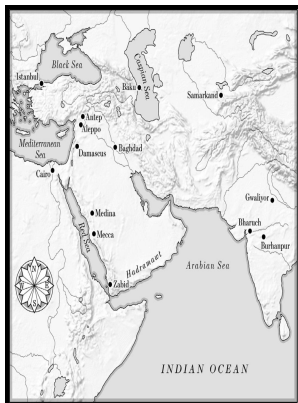 Black Sea
Istanbul
Caspian Sea
Baku
Samarkand
Antep
Aleppo
Mediterranean
Sea
Damascus
Baghdad
Cairo
Gwaliyor
Medina
Red Sea
Mecca
Bharuch
Burhanpur
Hadramawt
Arabian Sea
Zabid
N
E
S
INDIAN OCEAN